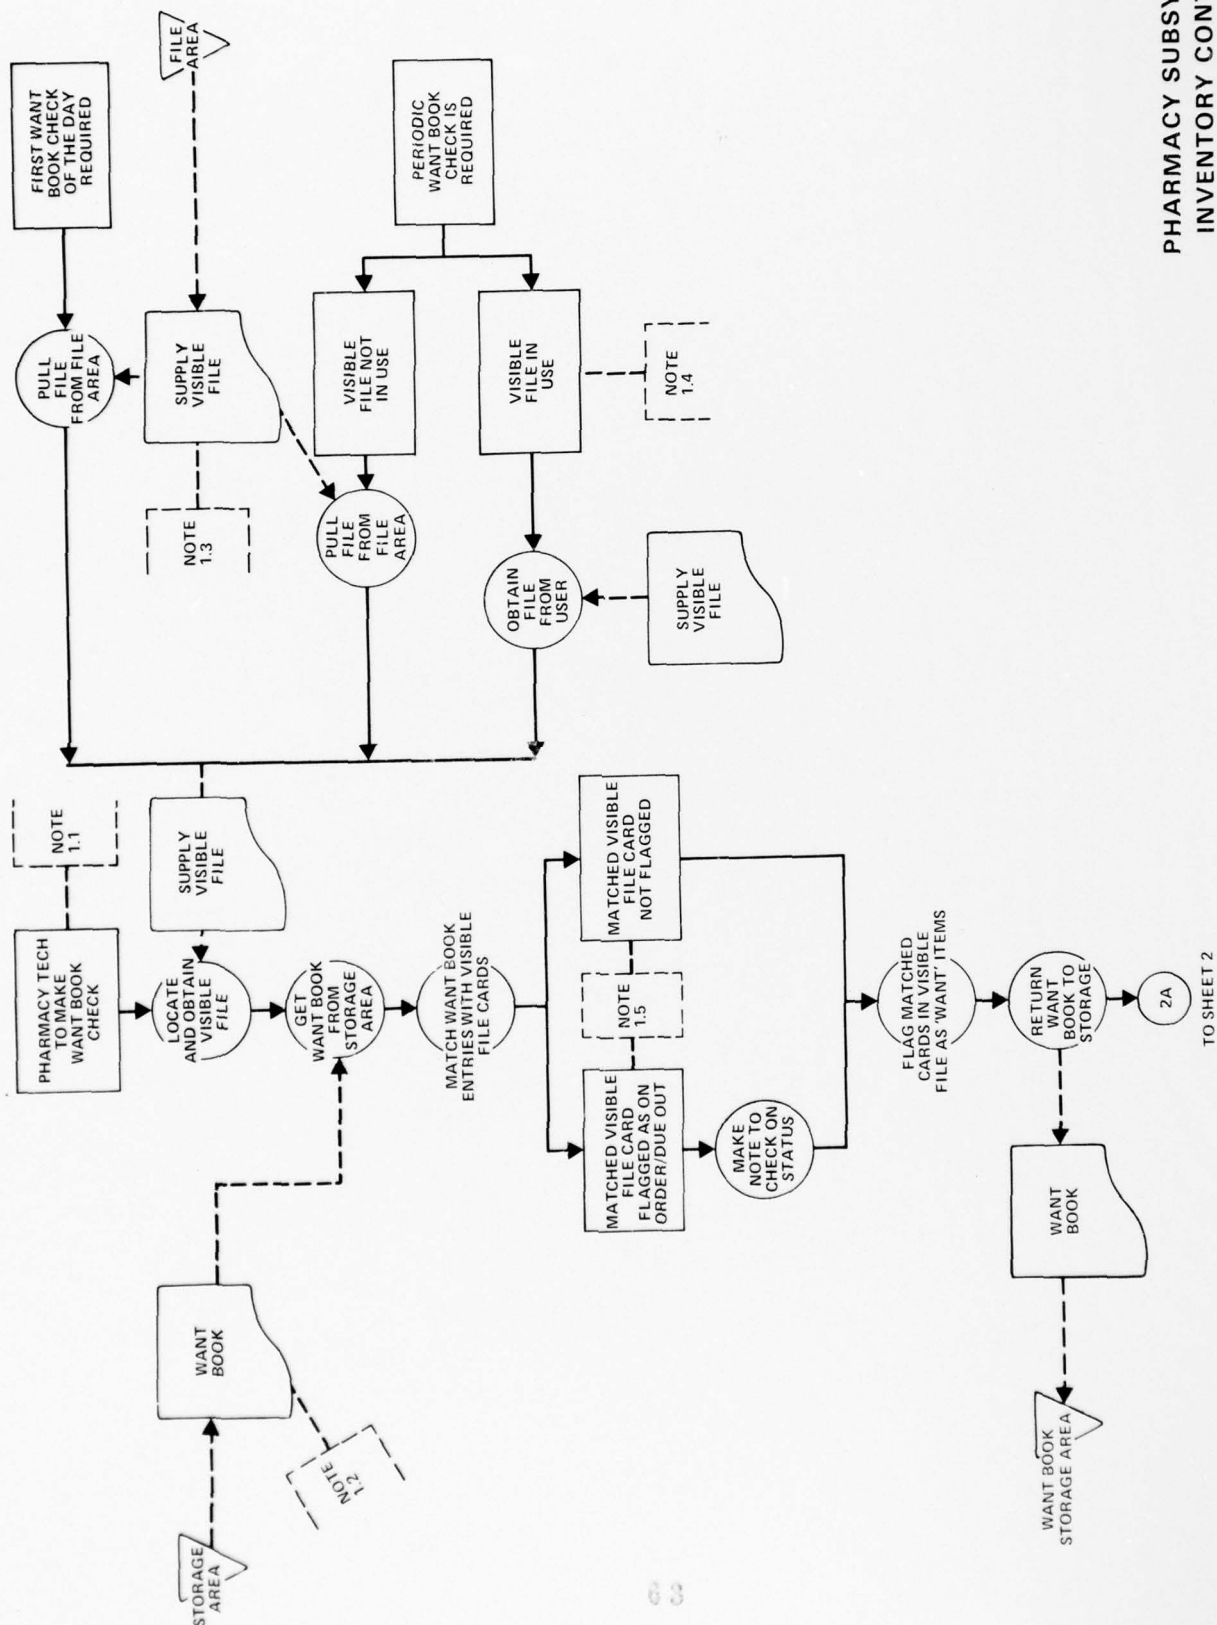 FIRST WANT
BOOK CHECK
OF THE DAY
REQUIRED
FILE
AREA
PERIODIC
WANT BOOK
CHECK IS
REQUIRED
PULL
FILE
FROM FILE
AREA
SUPPLY
VISIBLE
FILE
VISIBLE
FILE NOT
IN USE
VISIBLE
FILE IN
USE
NOTE
1.4
NOTE
1.3
PULL
FILE
FROM
FILE
AREA
OBTAIN
FILE
FROM
USER
SUPPLY
VISIBLE
FILE
NOTE
1.1
SUPPLY
VISIBLE
FILE
PHARMACY TECH
TO MAKE
WANT BOOK
CHECK
LOCATE
AND OBTAIN
VISIBLE
FILE
GET
WANT BOOK
FROM
STORAGE
AREA
MATCH WANT BOOK
ENTRIES WITH VISIBLE
FILE CARDS
MATCHED VISIBLE
FILE CARD
NOT FLAGGED
NOTE
1.5
MATCHED VISIBLE
FILE CARD
FLAGGED AS ON
ORDER/DUE OUT
MAKE
NOTE TO
CHECK ON
STATUS
FLAG MATCHED
CARDS IN VISIBLE
FILE AS 'WANT' ITEMS
RETURN
WANT
BOOK TO
STORAGE
2A
TO SHEET 2
WANT
BOOK
NOTE
1.2
STORAGE
AREA
WANT
BOOK
WANT BOOK
STORAGE AREA
PHARMACY SUBSY
INVENTORY CON
63